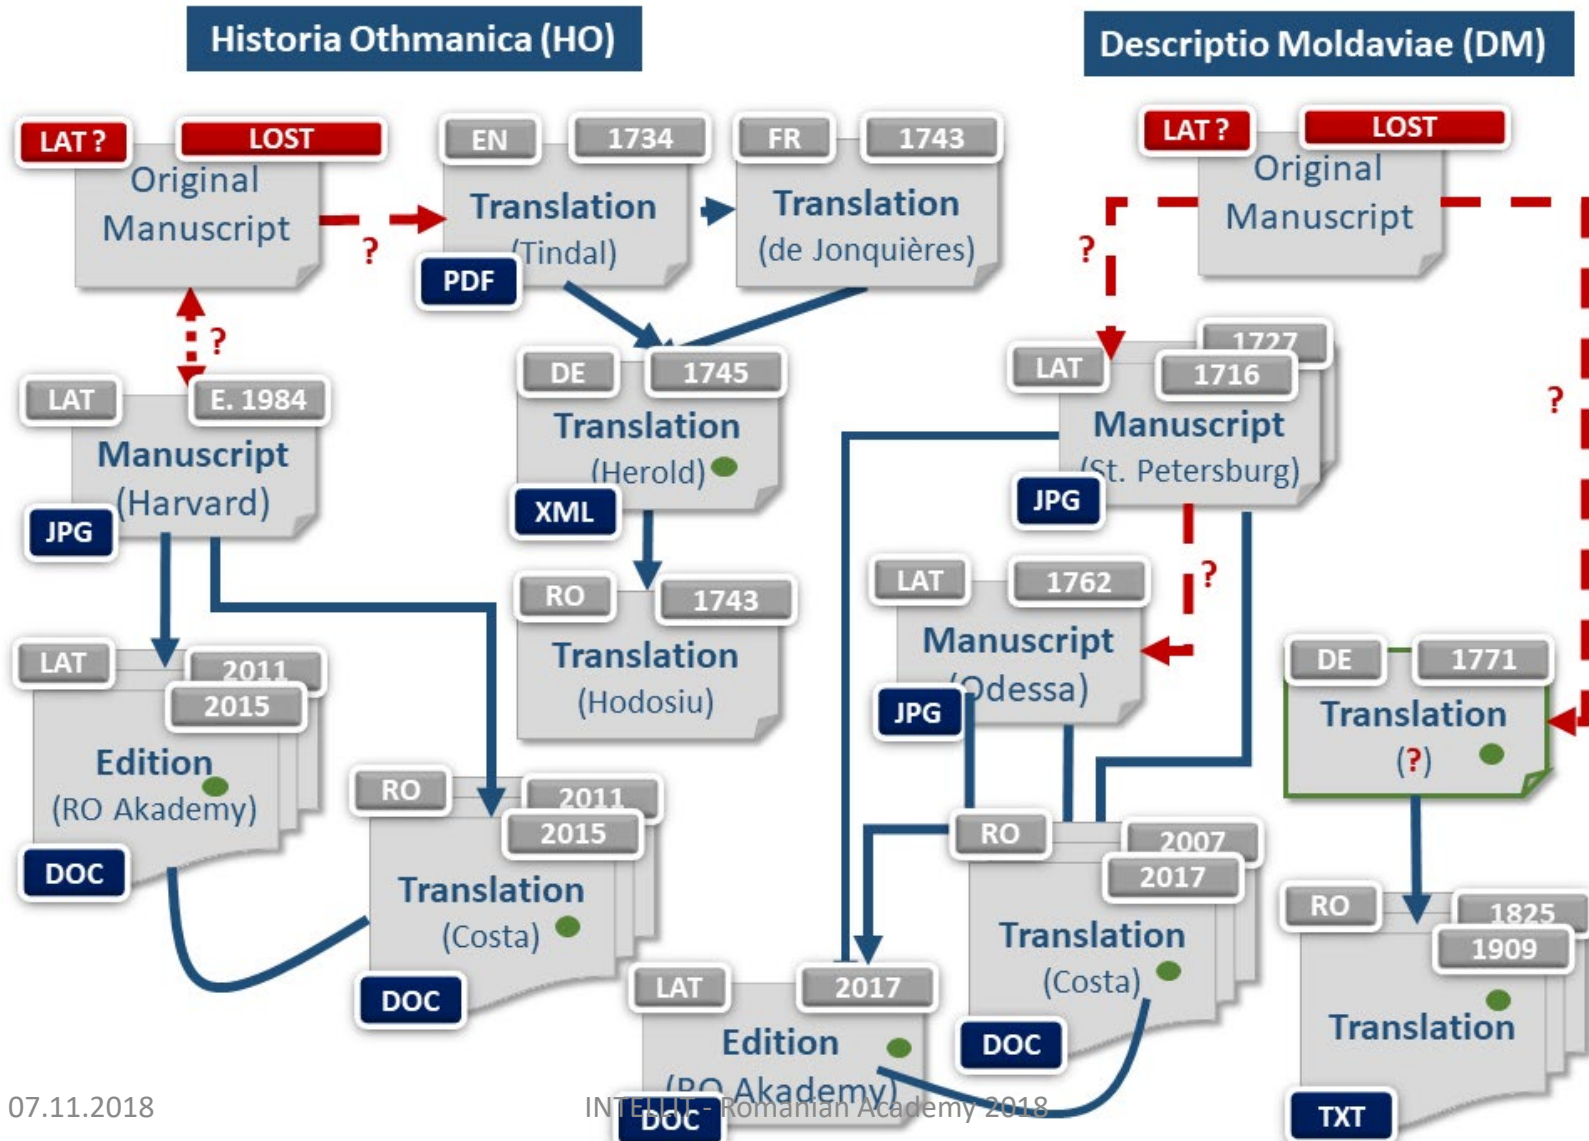 Historia Othmanica (HO)
Descriptio Moldaviae (DM)
LAT ?
LOST
Original
Manuscript
?
EN
1734
Translation
(Tindal)
PDF
FR
1743
Translation
(de Jonquières)
?
LAT
E. 1984
Manuscript
(Harvard)
JPG
DE
1745
Translation
(Herold)
XML
RO
1743
Translation
(Hodosiu)
LAT
2011
2015
Edition
(RO Akademy)
DOC
RO
2011
2015
Translation
(Costa)
DOC
LAT ?
LOST
Original
Manuscript
?
?
LAT
1727
1716
Manuscript
(St. Petersburg)
JPG
?
LAT
1762
Manuscript
(Odessa)
JPG
DE
1771
Translation
(?)
RO
2007
2017
Translation
(Costa)
DOC
LAT
2017
Edition
(RO Akademy)
DOC
RO
1825
1909
Translation
TXT
07.11.2018
INTELLIT - Romanian Academy 2018